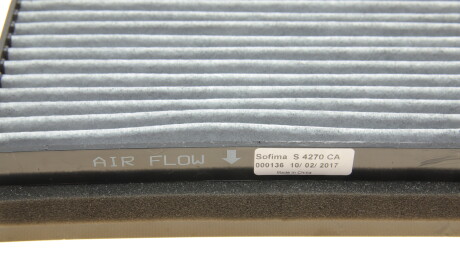 AIR FLOW
Sofima S 4270 CA
000136 10/ 02/ 2017
Made in China